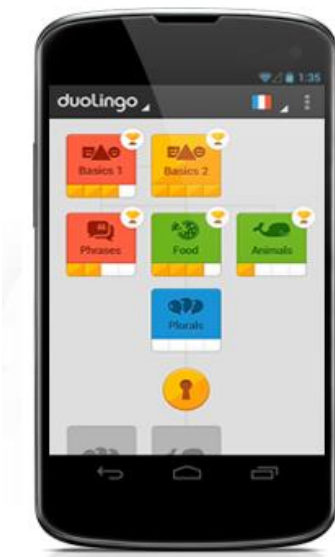 1:35
duolingo
Basics 1
Basics 2
Phrases
Food
Animals
Plurals